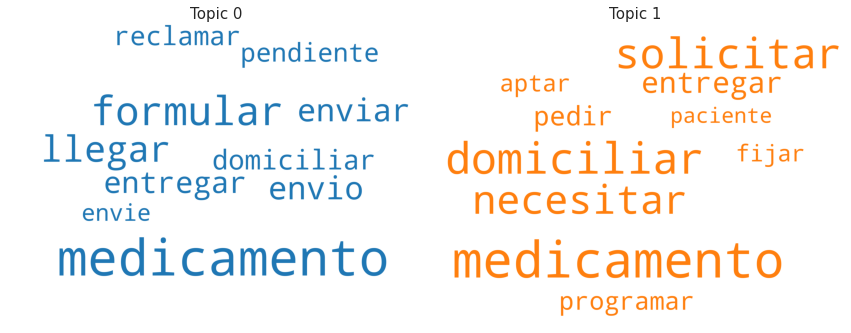 Topic 0
reclamar
pendiente
formular enviar
llegar
domiciliar
entregar envio
envie
medicamento
Topic 1
solicitar
aptar entregar
pedir paciente
domiciliar fijar
necesitar
medicamento
programar